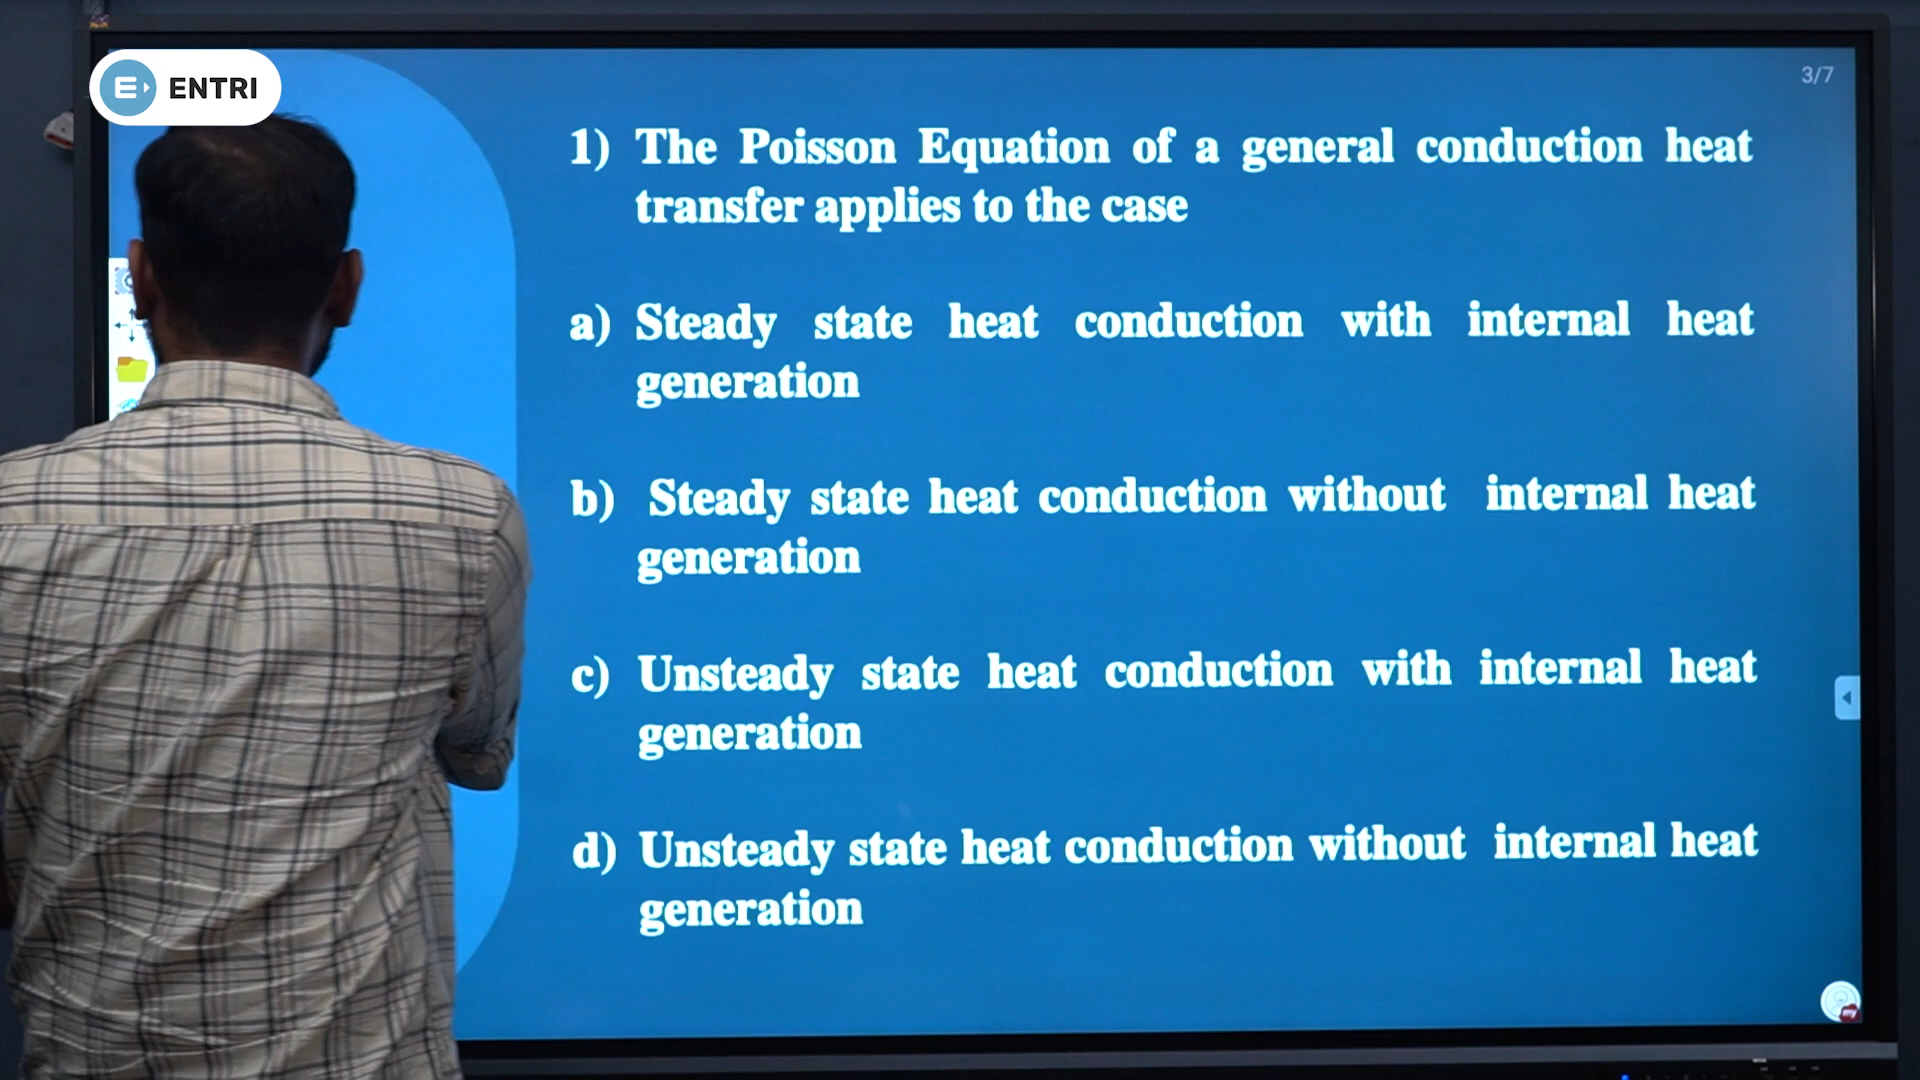 ENTRI
3/7
1) The Poisson Equation of a general conduction heat
transfer applies to the case
a) Steady state heat conduction with internal heat
generation
b) Steady state heat conduction without internal heat
generation
c) Unsteady state heat conduction with internal heat
generation
d) Unsteady state heat conduction without internal heat
generation